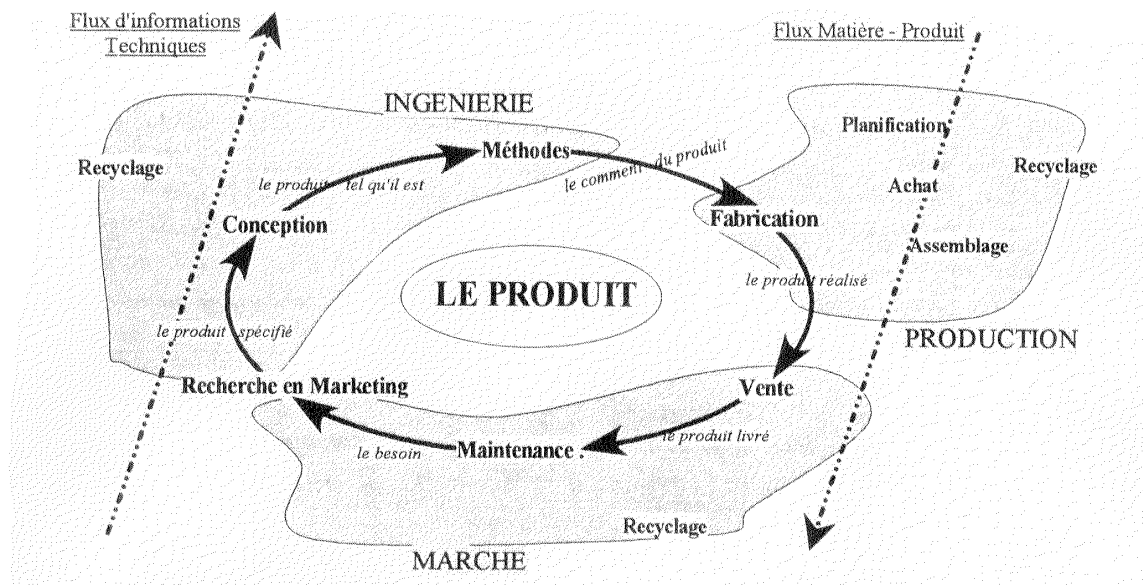 Flux d'informations
Techniques
Flux Matière - Produit
INGENIERIE
Planification
Recyclage
Méthodes
le comment du produit
Recyclage
le produit tel qu'il est
Achat
Conception
Fabrication
Assemblage
LE PRODUIT
le produit réalisé
le produit spécifié
PRODUCTION
Recherche en Marketing
Vente
le produit livré
le besoin
Maintenance .
Recyclage
MARCHE